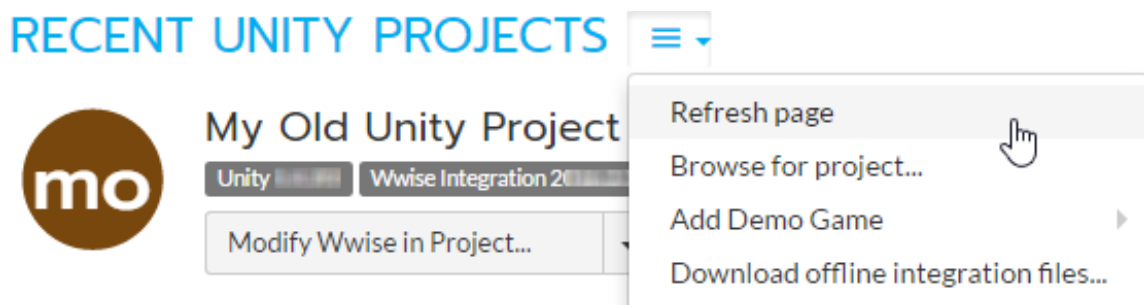 RECENT UNITY PROJECTS
mo
My Old Unity Project
Unity
Wwise Integration
Modify Wwise in Project...
Refresh page
Browse for project...
Add Demo Game
Download offline integration files...